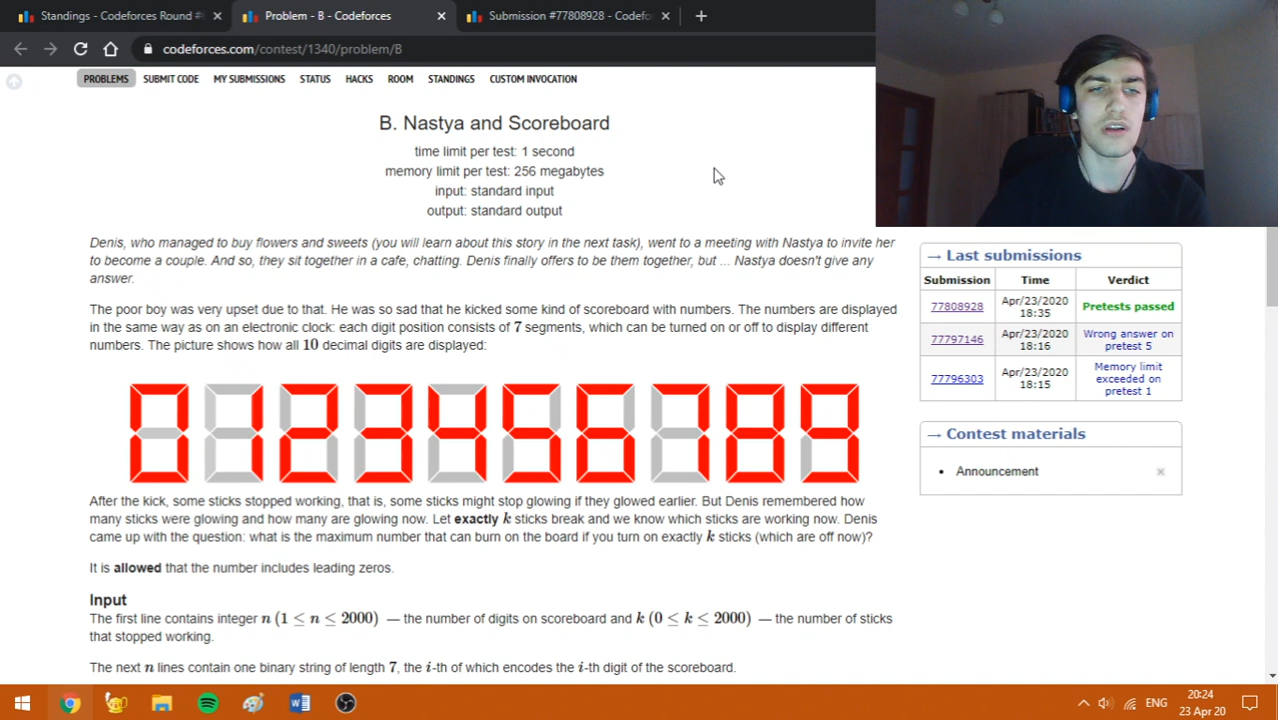 Standings - Codeforces Round #
Problem - B - Codeforces
Submission #77808928 - Codefo
codeforces.com/contest/1340/problem/B
PROBLEMS SUBMIT CODE MY SUBMISSIONS STATUS HACKS ROOM STANDINGS CUSTOM INVOCATION
B. Nastya and Scoreboard
time limit per test: 1 second
memory limit per test: 256 megabytes
input: standard input
output: standard output
Denis, who managed to buy flowers and sweets (you will learn about this story in the next task), went to a meeting with Nastya to invite her
to become a couple. And so, they sit together in a cafe, chatting. Denis finally offers to be them together, but ... Nastya doesn't give any
answer.
The poor boy was very upset due to that. He was so sad that he kicked some kind of scoreboard with numbers. The numbers are displayed
in the same way as on an electronic clock: each digit position consists of 7 segments, which can be turned on or off to display different
numbers. The picture shows how all 10 decimal digits are displayed:
0 1 2 3 4 5 6 7 8 9
After the kick, some sticks stopped working, that is, some sticks might stop glowing if they glowed earlier. But Denis remembered how
many sticks were glowing and how many are glowing now. Let exactly k sticks break and we know which sticks are working now. Denis
came up with the question: what is the maximum number that can burn on the board if you turn on exactly k sticks (which are off now)?
It is allowed that the number includes leading zeros.
Input
The first line contains integer n (1 ≤ n ≤ 2000) — the number of digits on scoreboard and k (0 ≤ k ≤ 2000) — the number of sticks
that stopped working.
The next n lines contain one binary string of length 7, the i-th of which encodes the i-th digit of the scoreboard.
→ Last submissions
Submission Time Verdict
77808928 Apr/23/2020 18:35 Pretests passed
77797146 Apr/23/2020 18:16 Wrong answer on pretest 5
77796303 Apr/23/2020 18:15 Memory limit exceeded on pretest 1
→ Contest materials
Announcement
ENG
20:24
23 Apr 20